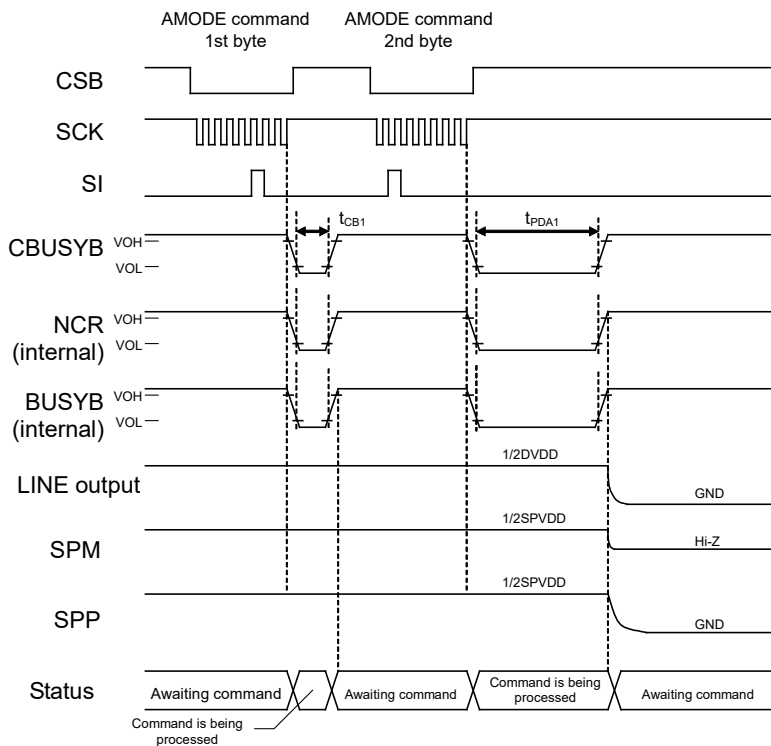 AMODE command
1st byte
AMODE command
2nd byte
CSB
SCK
SI
tCB1
tPDA1
CBUSYB
VOH
VOL
NCR
(internal)
VOH
VOL
BUSYB
(internal)
VOH
VOL
1/2DVDD
LINE output
GND
1/2SPVDD
SPM
Hi-Z
1/2SPVDD
SPP
GND
Status
Awaiting command
Awaiting command
Command is being
processed
Awaiting command
Command is being
processed